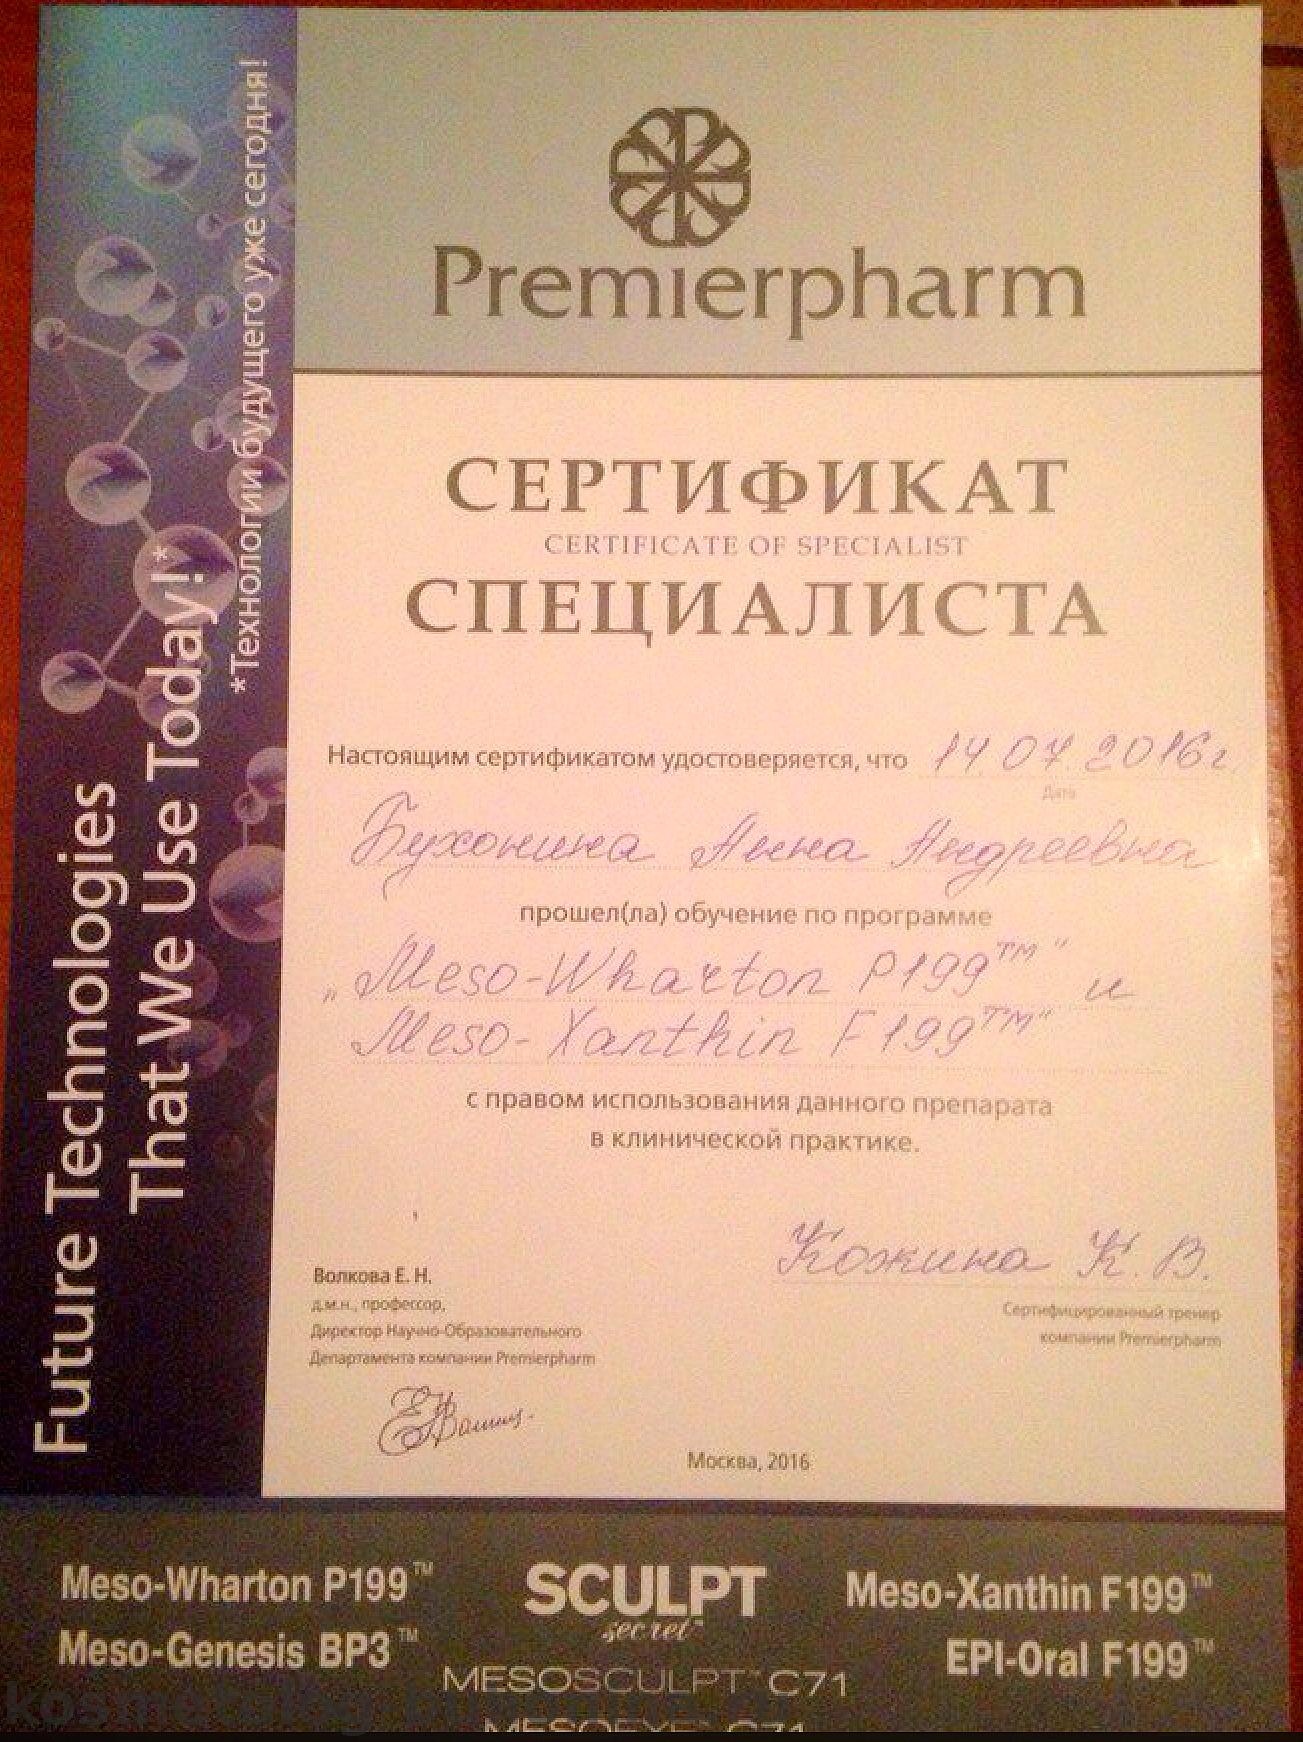 Premierpharm
СЕРТИФИКАТ
CERTIFICATE OF SPECIALIST
СПЕЦИАЛИСТА
Настоящим сертификатом удостоверяется, что 14.07.2016г
Дата
Бухонина Анна Андреевна
прошел(ла) обучение по программе
„Meso-Wharton P199™" и
Meso-Xanthin F199™"
с правом использования данного препарата
в клинической практике.
Кожина К. В.
Сертифицированный тренер
компании Premierpharm
Волкова Е. Н.
д.м.н., профессор,
Директор Научно-Образовательного
Департамента компании Premierpharm
Москва, 2016
Future Technologies
That We Use Today!*
*Технологии будущего уже сегодня!
Meso-Wharton P199™
Meso-Genesis BP3™
SCULPT
secret™
MESOSCULPT™ C71
MESOEYE™ C71
Meso-Xanthin F199™
EPI-Oral F199™